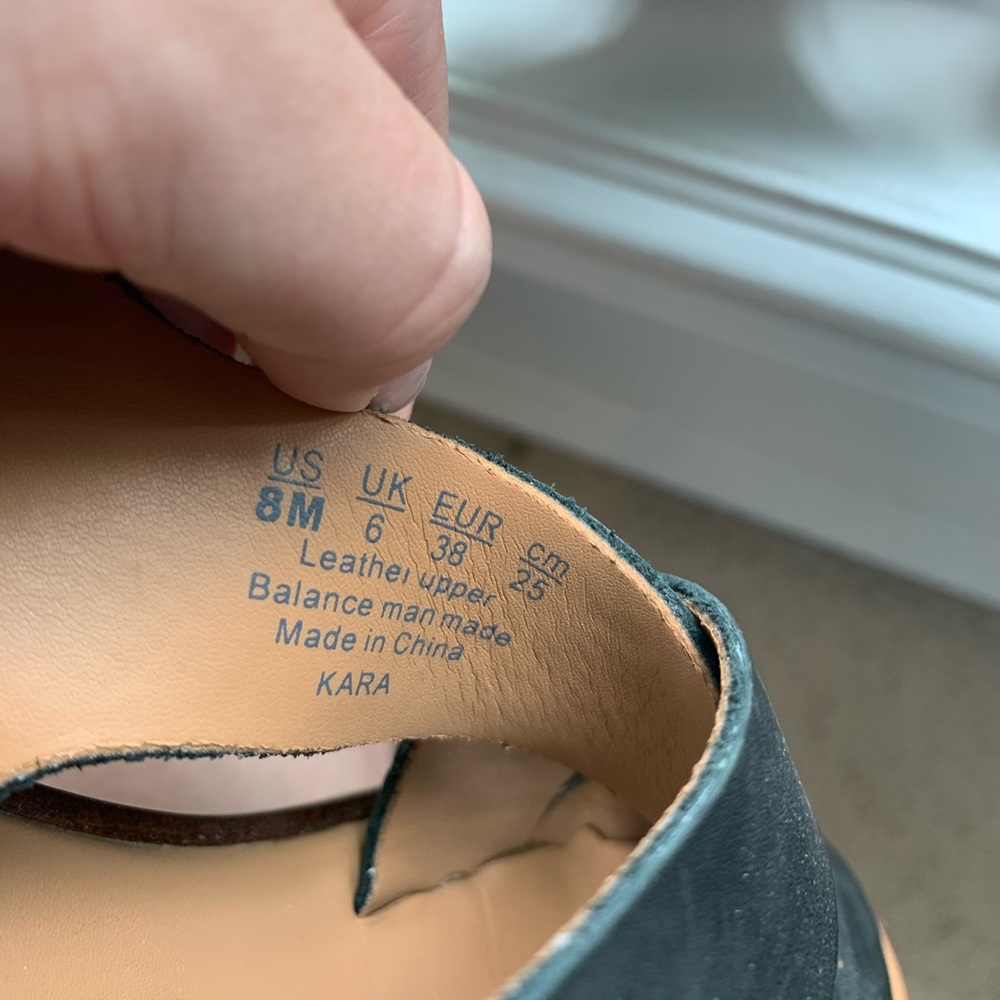 US UK EUR cm
8M 6 38 25
Leather upper
Balance man made
Made in China
KARA